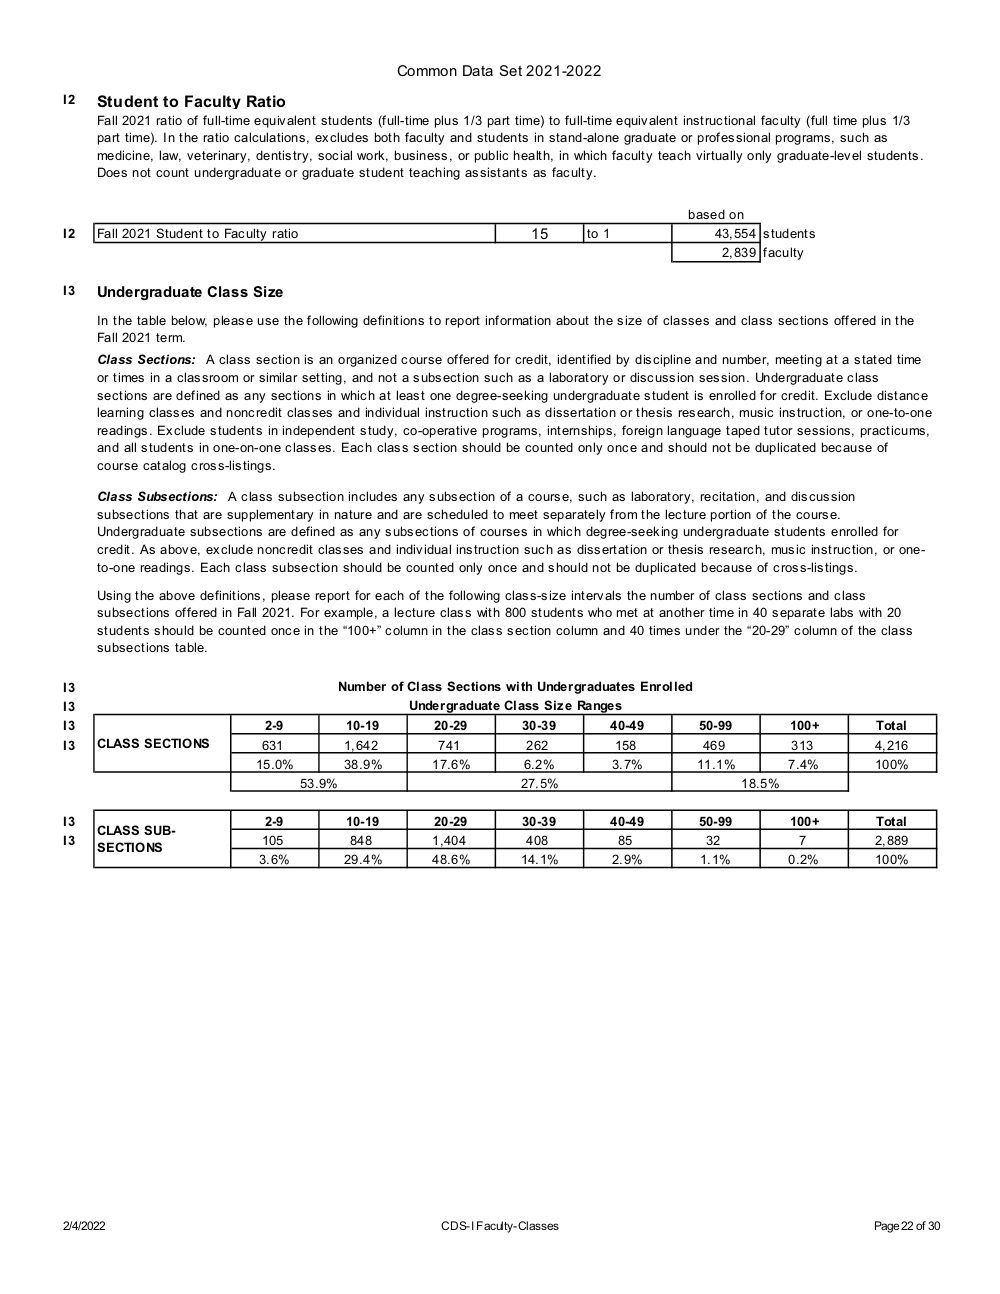 Common Data Set 2021-2022
I2 Student to Faculty Ratio
Fall 2021 ratio of full-time equivalent students (full-time plus 1/3 part time) to full-time equivalent instructional faculty (full time plus 1/3
part time). In the ratio calculations, excludes both faculty and students in stand-alone graduate or professional programs, such as
medicine, law, veterinary, dentistry, social work, business, or public health, in which faculty teach virtually only graduate-level students.
Does not count undergraduate or graduate student teaching assistants as faculty.
based on
I2 Fall 2021 Student to Faculty ratio 15 to 1 43,554 students
2,839 faculty
I3 Undergraduate Class Size
In the table below, please use the following definitions to report information about the size of classes and class sections offered in the
Fall 2021 term.
Class Sections: A class section is an organized course offered for credit, identified by discipline and number, meeting at a stated time
or times in a classroom or similar setting, and not a subsection such as a laboratory or discussion session. Undergraduate class
sections are defined as any sections in which at least one degree-seeking undergraduate student is enrolled for credit. Exclude distance
learning classes and noncredit classes and individual instruction such as dissertation or thesis research, music instruction, or one-to-one
readings. Exclude students in independent study, co-operative programs, internships, foreign language taped tutor sessions, practicums,
and all students in one-on-one classes. Each class section should be counted only once and should not be duplicated because of
course catalog cross-listings.
Class Subsections: A class subsection includes any subsection of a course, such as laboratory, recitation, and discussion
subsections that are supplementary in nature and are scheduled to meet separately from the lecture portion of the course.
Undergraduate subsections are defined as any subsections of courses in which degree-seeking undergraduate students enrolled for
credit. As above, exclude noncredit classes and individual instruction such as dissertation or thesis research, music instruction, or one-
to-one readings. Each class subsection should be counted only once and should not be duplicated because of cross-listings.
Using the above definitions, please report for each of the following class-size intervals the number of class sections and class
subsections offered in Fall 2021. For example, a lecture class with 800 students who met at another time in 40 separate labs with 20
students should be counted once in the “100+” column in the class section column and 40 times under the “20-29” column of the class
subsections table.
I3 Number of Class Sections with Undergraduates Enrolled
I3 Undergraduate Class Size Ranges
I3 2-9 10-19 20-29 30-39 40-49 50-99 100+ Total
I3 CLASS SECTIONS 631 1,642 741 262 158 469 313 4,216
15.0% 38.9% 17.6% 6.2% 3.7% 11.1% 7.4% 100%
53.9% 27.5% 18.5%
I3 CLASS SUB- 2-9 10-19 20-29 30-39 40-49 50-99 100+ Total
I3 SECTIONS 105 848 1,404 408 85 32 7 2,889
3.6% 29.4% 48.6% 14.1% 2.9% 1.1% 0.2% 100%
2/4/2022 CDS-I Faculty-Classes Page 22 of 30